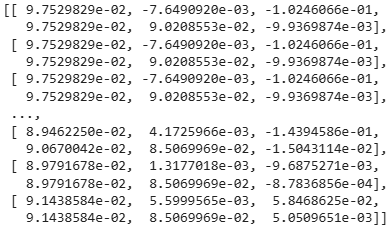 [[ 9.7529829e-02, -7.6490920e-03, -1.0246066e-01,
9.7529829e-02, 9.0208553e-02, -9.9369874e-03],
[ 9.7529829e-02, -7.6490920e-03, -1.0246066e-01,
9.7529829e-02, 9.0208553e-02, -9.9369874e-03],
[ 9.7529829e-02, -7.6490920e-03, -1.0246066e-01,
9.7529829e-02, 9.0208553e-02, -9.9369874e-03],
...,
[ 8.9462250e-02, 4.1725966e-03, -1.4394586e-01,
9.0670042e-02, 8.5069962e-02, -1.5043114e-02],
[ 8.9791678e-02, 1.3177018e-03, -9.6875271e-03,
8.9791678e-02, 8.5069962e-02, -8.7836856e-04],
[ 9.1438584e-02, 5.5999565e-03, 5.8468625e-02,
9.1438584e-02, 8.5069962e-02, 5.0509651e-03]]